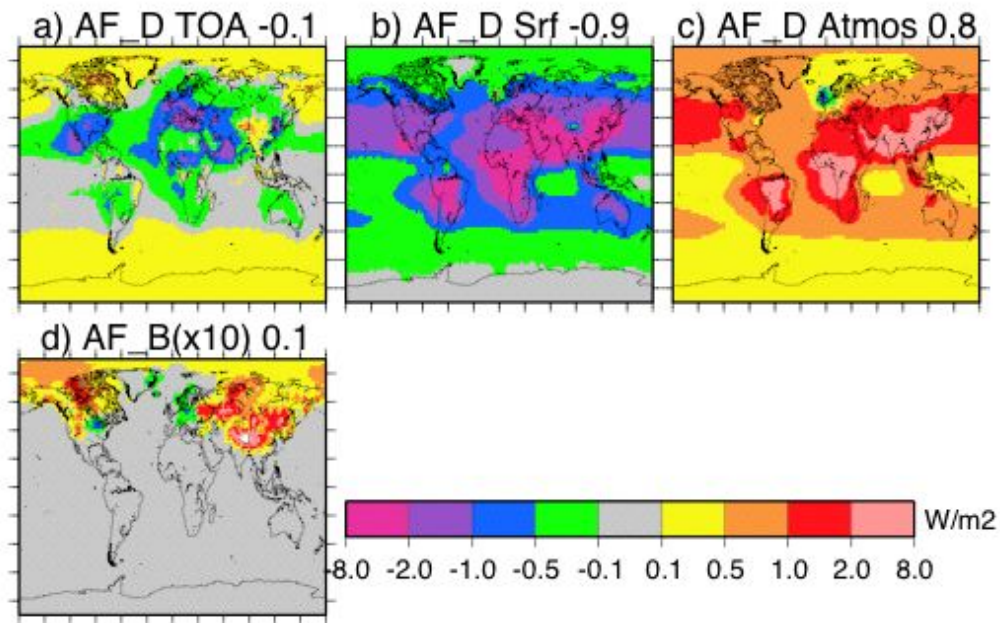 a) AF_D TOA -0.1
b) AF_D Srf -0.9
c) AF_D Atmos 0.8
d) AF_B(x10) 0.1
W/m2
-8.0 -2.0 -1.0 -0.5 -0.1 0.1 0.5 1.0 2.0 8.0